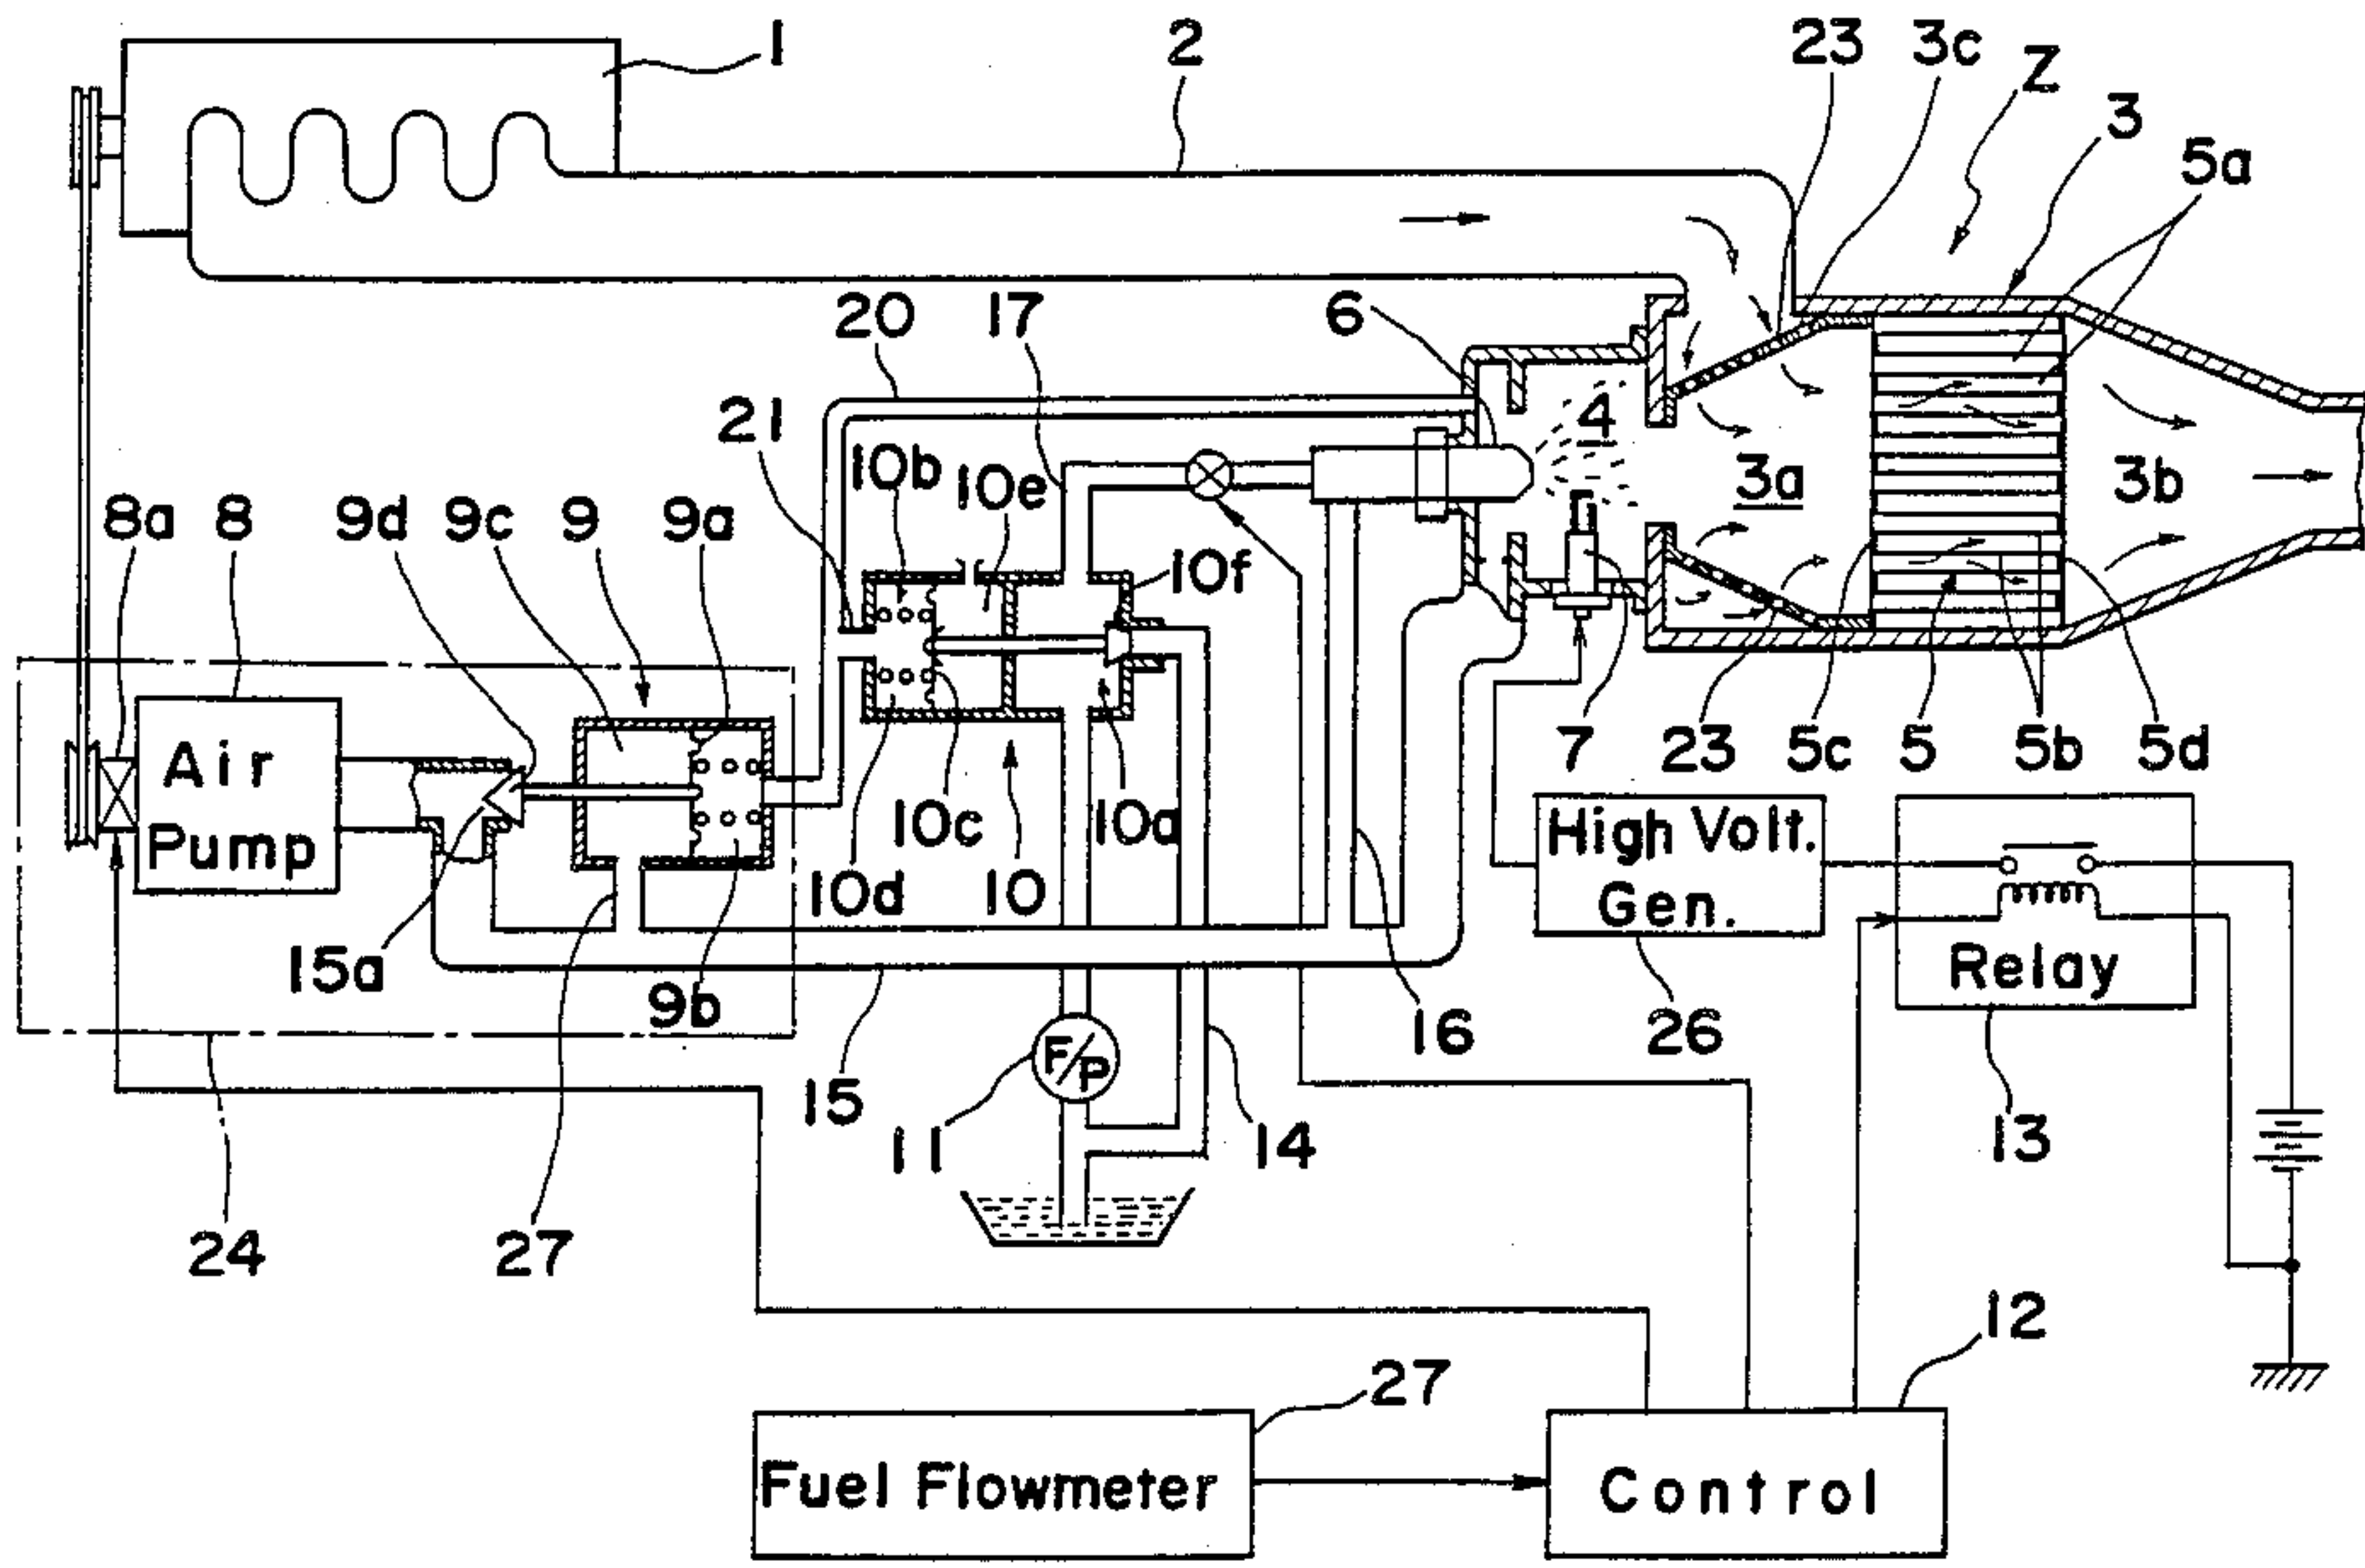 1
2
23
3c
Z
3
5a
20
17
6
21
10b
10e
4
3a
3b
8a
8
9d
9c
9
9a
10f
Air
Pump
10c
10a
7
23
5c
5
5b
5d
10d
10
High Volt.
Gen.
15a
9b
Relay
16
26
F/P
15
11
14
13
24
27
12
27
Fuel Flowmeter
Control